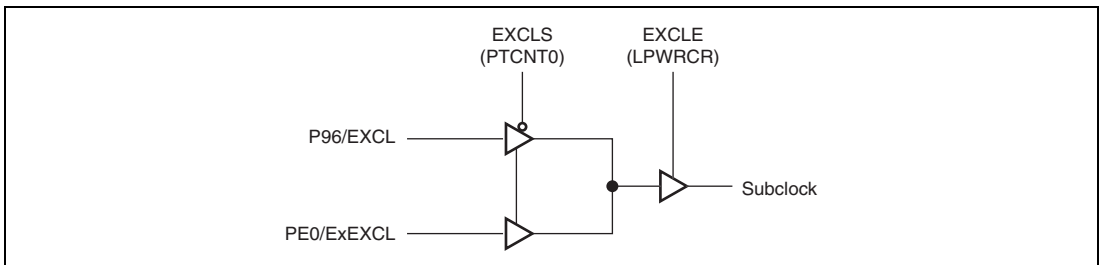 EXCLS
(PTCNT0)
EXCLE
(LPWRCR)
P96/EXCL
Subclock
PE0/ExEXCL